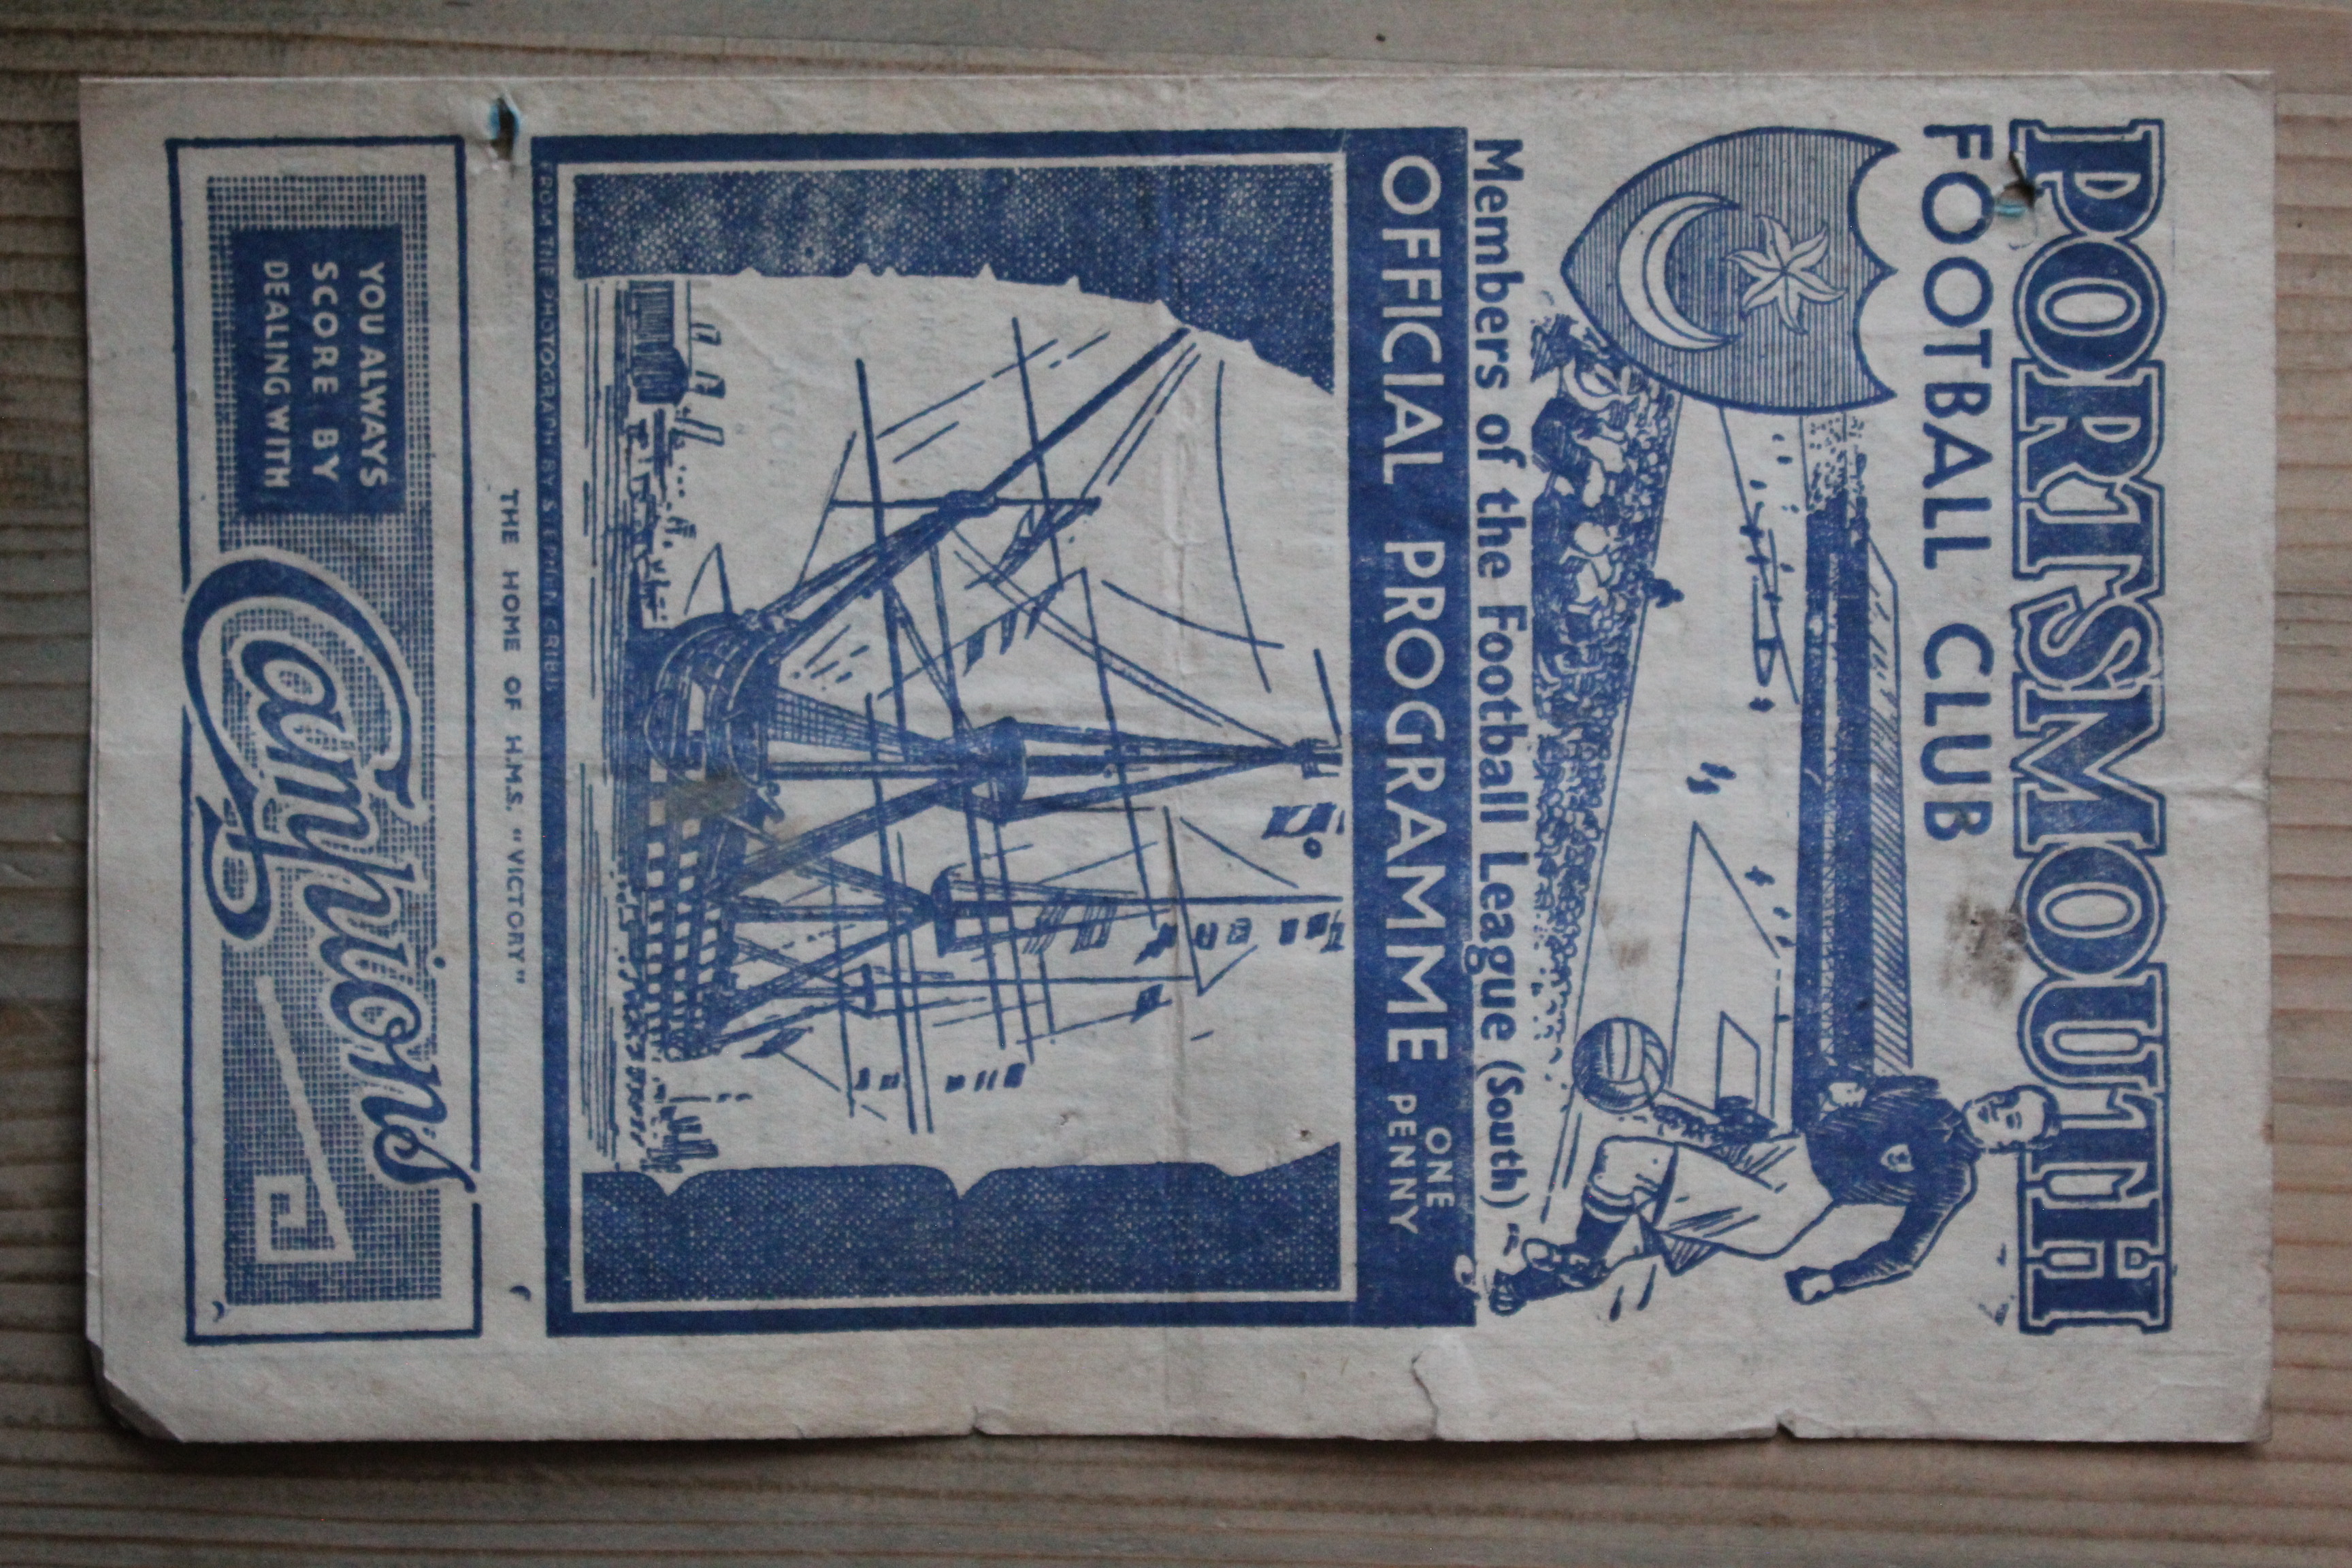 PORTSMOUTH
FOOTBALL CLUB
Members of the Football League (South)
OFFICIAL PROGRAMME ONE PENNY
FROM THE PHOTOGRAPH BY STEPHEN CRIBB
THE HOME OF H.M.S. "VICTORY"
YOU ALWAYS
SCORE BY
DEALING WITH
Campions